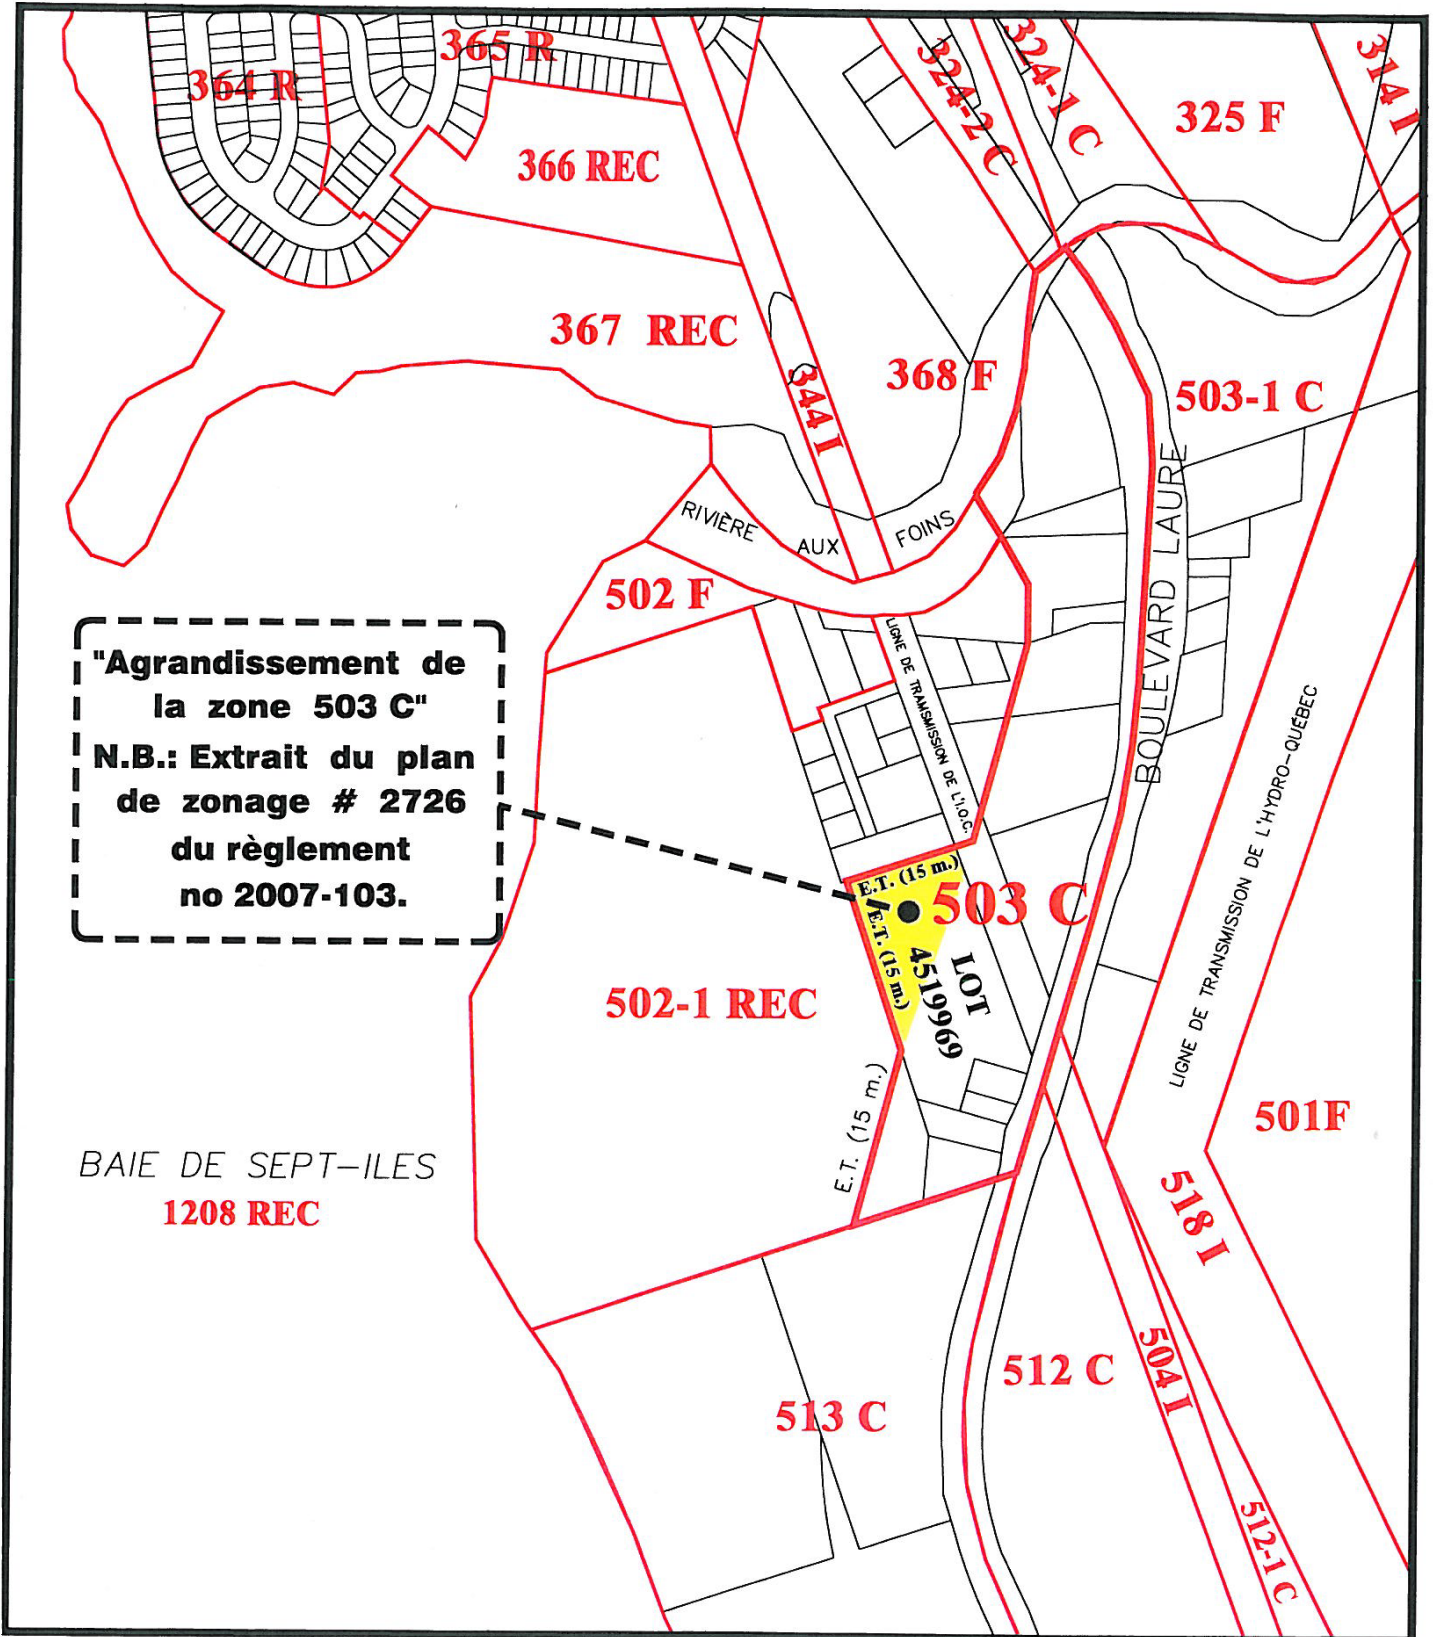 364 R
365 R
366 REC
324-2 C
324-1 C
325 F
314 I
367 REC
344 I
368 F
503-1 C
RIVIÈRE AUX FOINS
502 F
BOULEVARD LAURE
LIGNE DE TRAMSMISSION DE L'I.O.C.
LIGNE DE TRANSMISSION DE L'HYDRO-QUÉBEC
"Agrandissement de
la zone 503 C"
N.B.: Extrait du plan
de zonage # 2726
du règlement
no 2007-103.
E.T. (15 m.)
503 C
E.T. (15 m.)
LOT
4519969
502-1 REC
E.T. (15 m.)
501F
BAIE DE SEPT-ILES
1208 REC
518 I
504 I
512 C
513 C
512-1 C